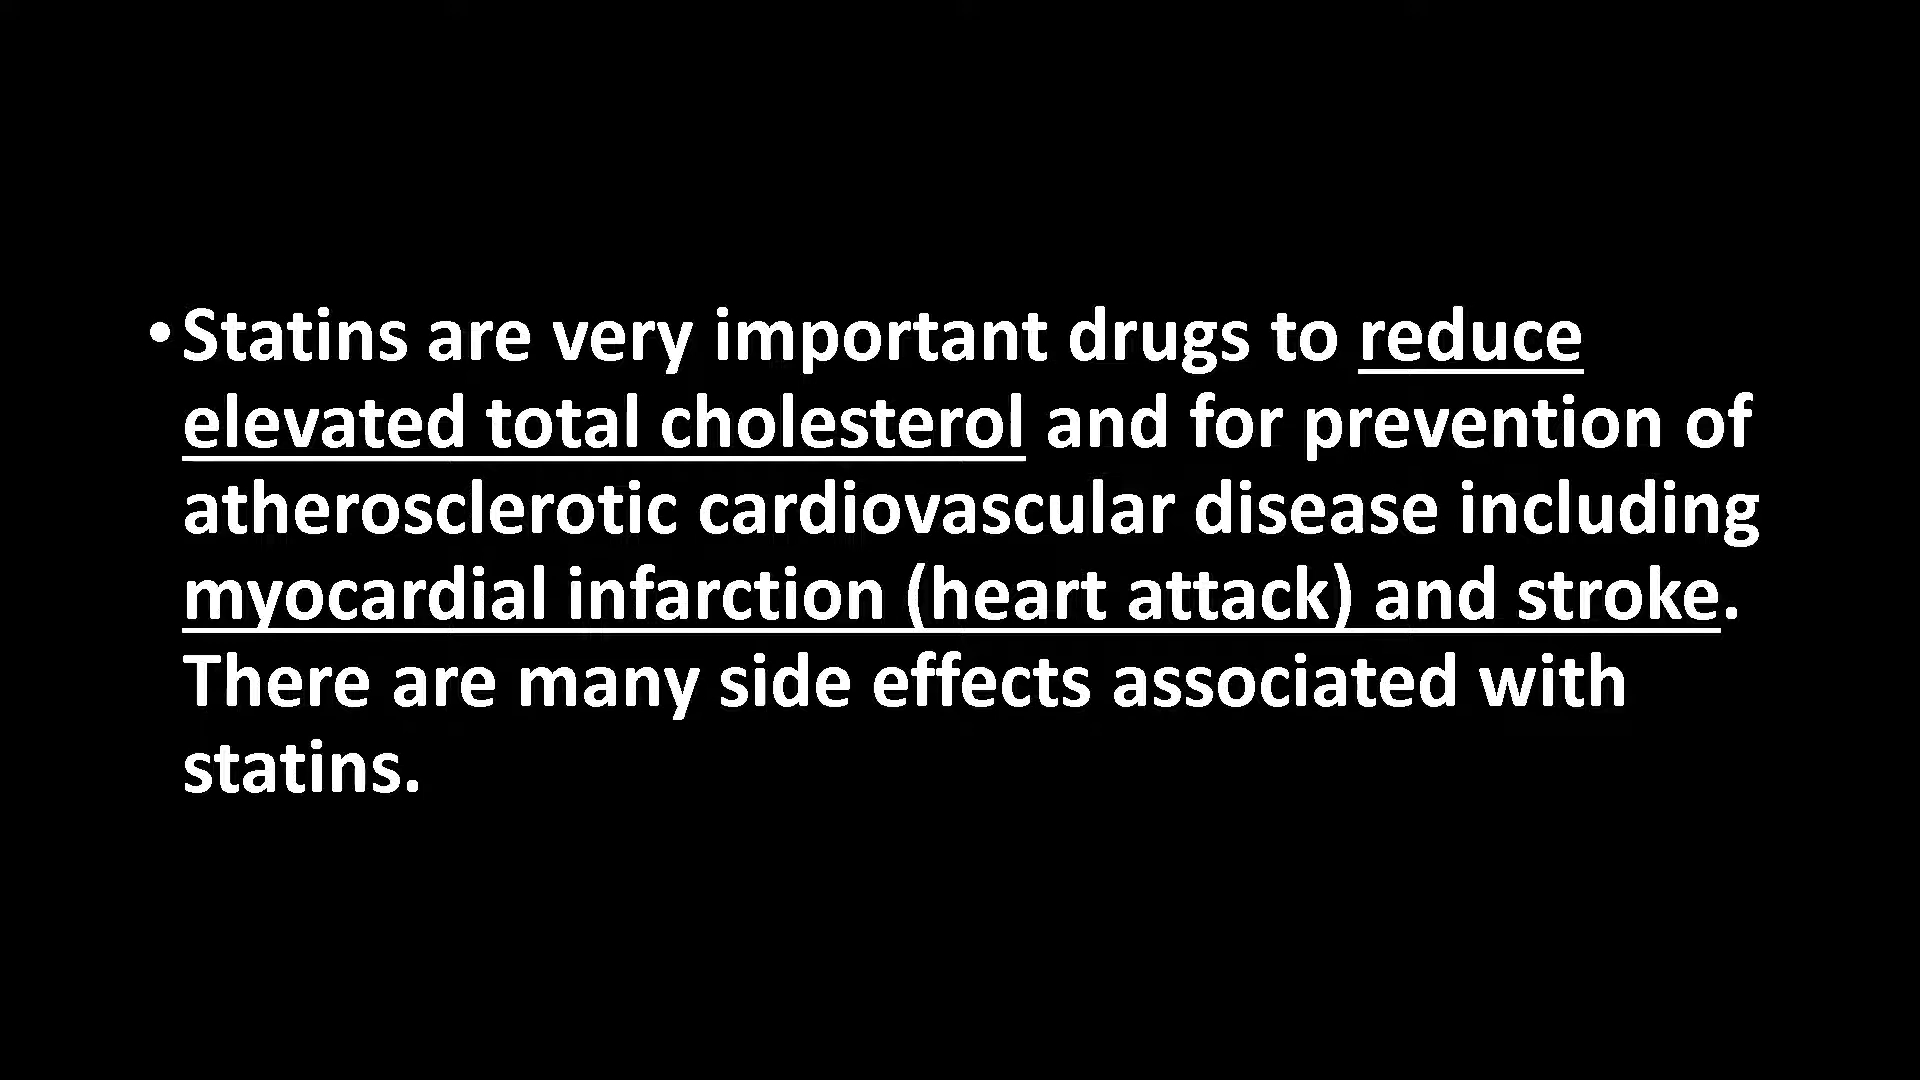 •Statins are very important drugs to reduce
elevated total cholesterol and for prevention of
atherosclerotic cardiovascular disease including
myocardial infarction (heart attack) and stroke.
There are many side effects associated with
statins.